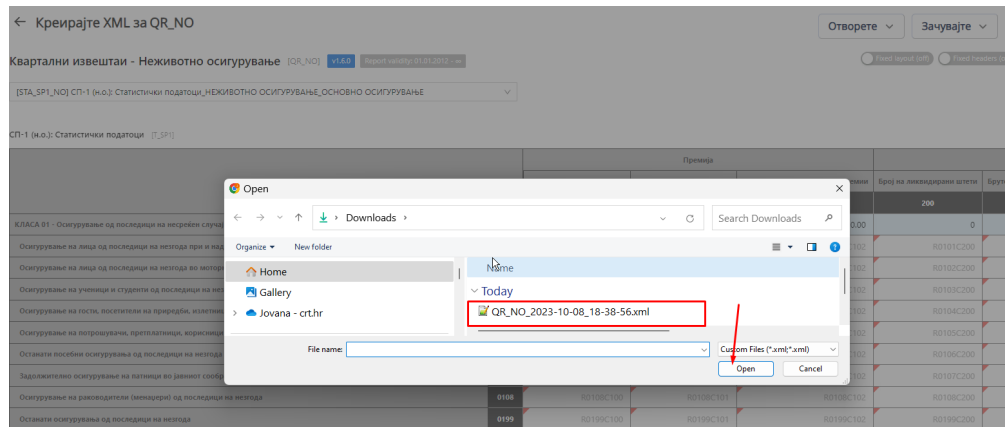 ← Креирајте XML за QR_NO
Отворете
Зачувајте
Квартални извештаи - Неживотно осигурување [QR_NO] v1.6.0 Report validity: 01.01.2012 - ∞
Fixed layout (off)
Fixed headers
[STA_SP1_NO] СП-1 (н.о.): Статистички податоци_НЕЖИВОТНО ОСИГУРУВАЊЕ_ОСНОВНО ОСИГУРУВАЊЕ
СП-1 (н.о.): Статистички податоци [T_SP1]
Премија
Број на ликвидирани штети
200
Open
Downloads
Search Downloads
Organize
New folder
Home
Gallery
Jovana - crt.hr
Name
Today
QR_NO_2023-10-08_18-38-56.xml
File name:
Custom Files (*.xml;*.xml)
Open
Cancel
КЛАСА 01 - Осигурување од последици на несреќен случај
0.00
0
Осигурување на лица од последици на незгода при и
R0101C200
Осигурување на лица од последици на незгода во
R0102C200
Осигурување на ученици и студенти од последици на
R0103C200
Осигурување на гости, посетители на приредби,
R0104C200
Осигурување на потрошувачи, претплатници,
R0105C200
Останати посебни осигурувања од последици на незгода
R0106C200
Задолжително осигурување на патници во јавниот
R0107C200
Осигурување на раководители (менаџери) од последици на незгода 0108 R0108C100 R0108C101 R0108C102 R0108C200
Останати осигурувања од последици на незгода 0199 R0199C100 R0199C101 R0199C102 R0199C200